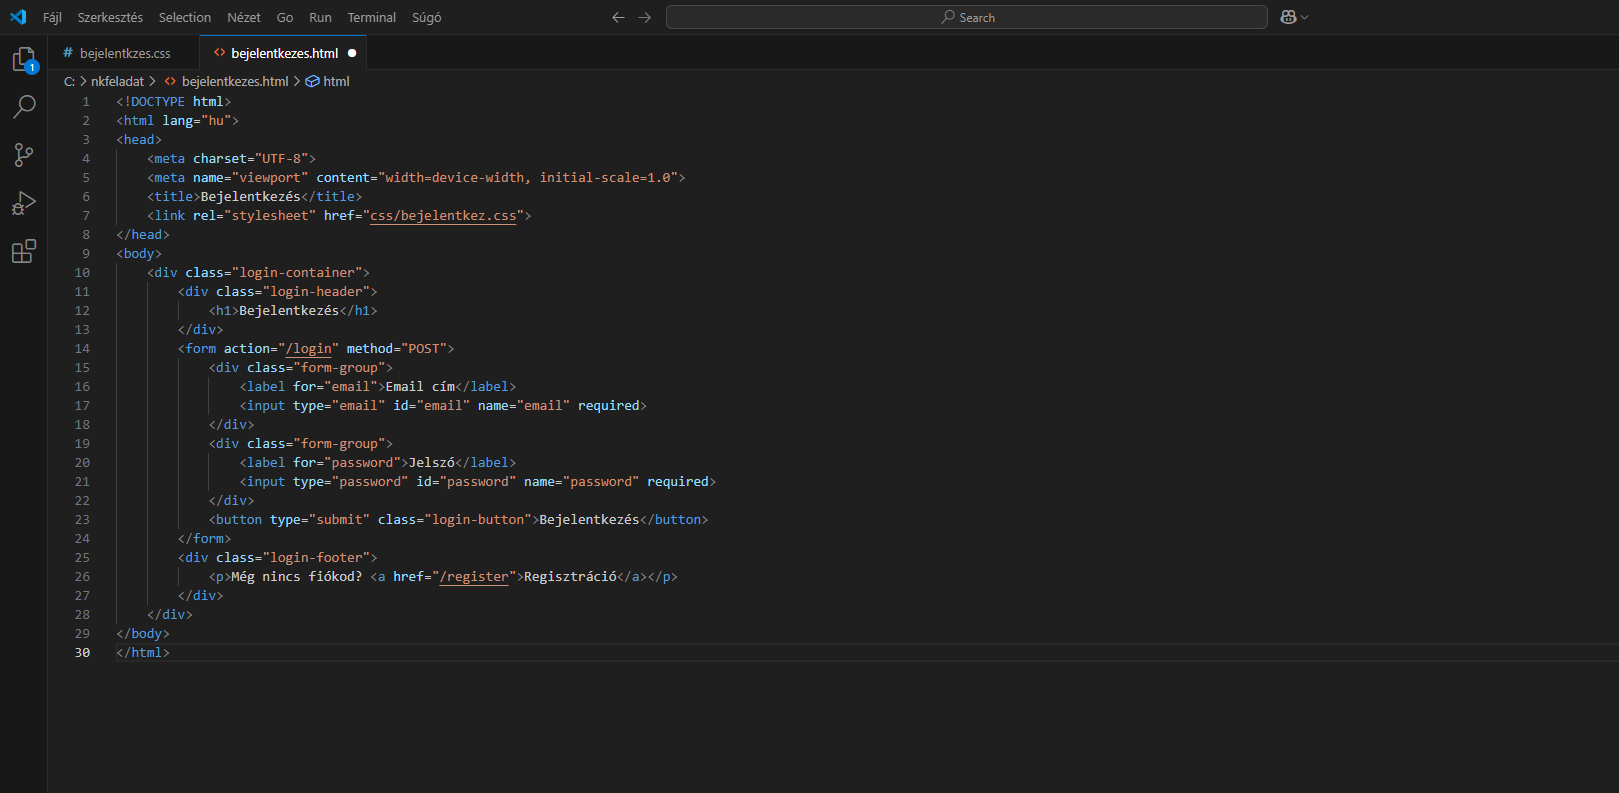 Fájl Szerkesztés Selection Nézet Go Run Terminal Súgó Search
# bejelentkzes.css <> bejelentkezes.html
C: > nkfeladat > <> bejelentkezes.html > html
1
1 <!DOCTYPE html>
2 <html lang="hu">
3 <head>
4 <meta charset="UTF-8">
5 <meta name="viewport" content="width=device-width, initial-scale=1.0">
6 <title>Bejelentkezés</title>
7 <link rel="stylesheet" href="css/bejelentkez.css">
8 </head>
9 <body>
10 <div class="login-container">
11 <div class="login-header">
12 <h1>Bejelentkezés</h1>
13 </div>
14 <form action="/login" method="POST">
15 <div class="form-group">
16 <label for="email">Email cím</label>
17 <input type="email" id="email" name="email" required>
18 </div>
19 <div class="form-group">
20 <label for="password">Jelszó</label>
21 <input type="password" id="password" name="password" required>
22 </div>
23 <button type="submit" class="login-button">Bejelentkezés</button>
24 </form>
25 <div class="login-footer">
26 <p>Még nincs fiókod? <a href="/register">Regisztráció</a></p>
27 </div>
28 </div>
29 </body>
30 </html>